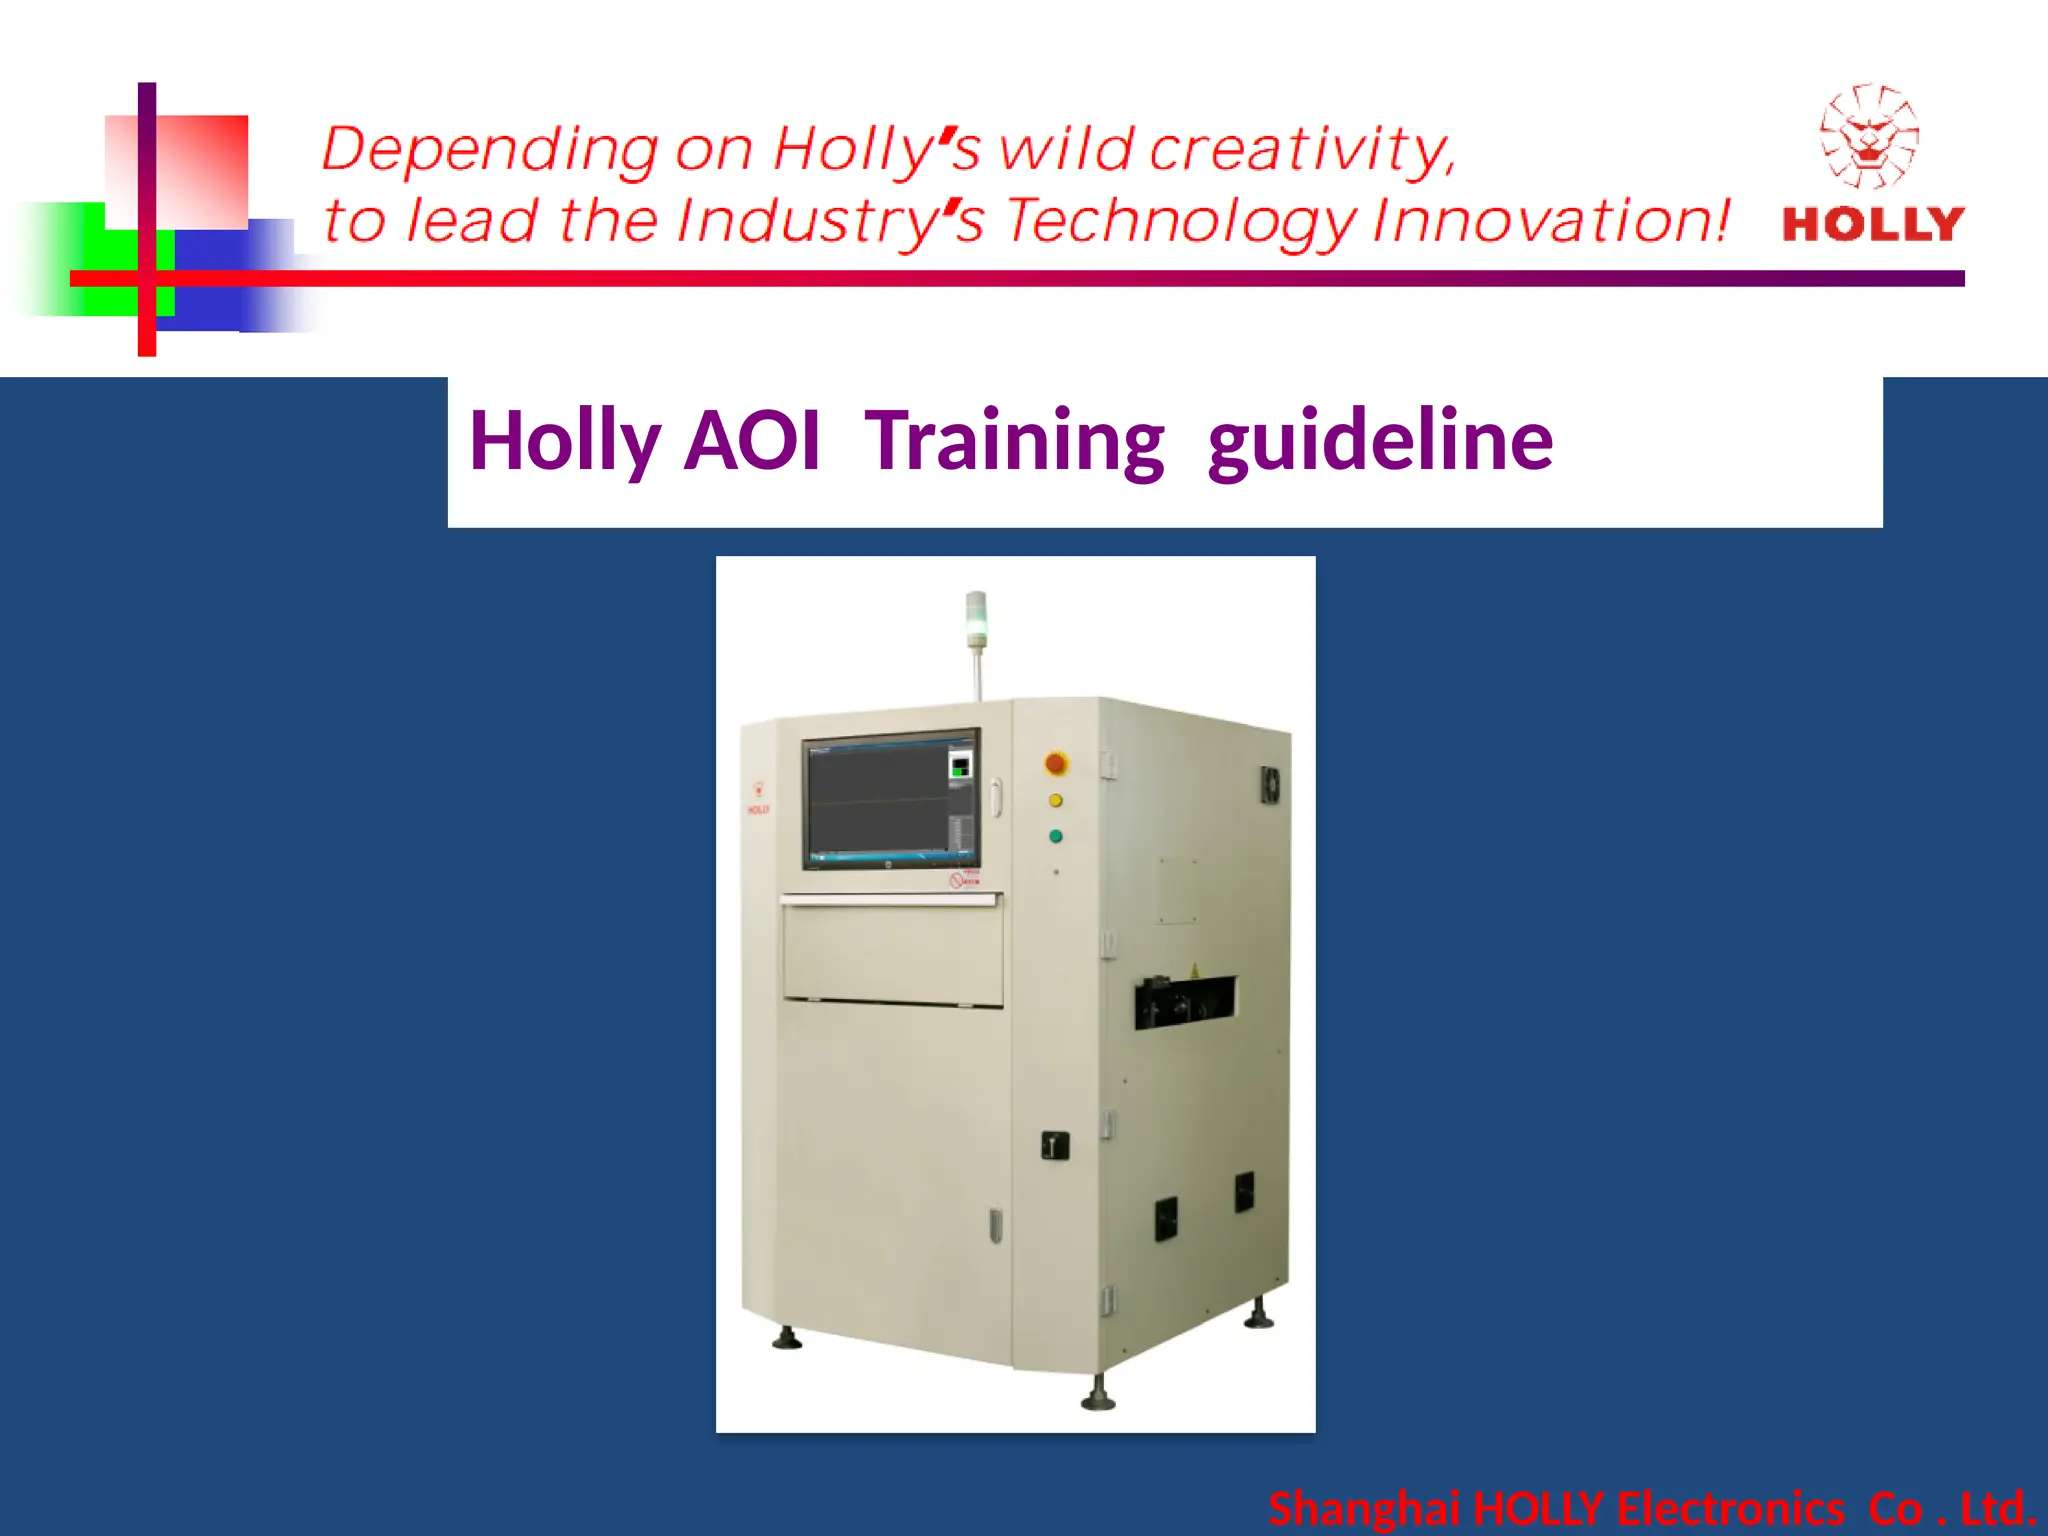 Depending on Holly's wild creativity,
to lead the Industry's Technology Innovation!
HOLLY
Holly AOI Training guideline
HOLLY
Shanghai HOLLY Electronics Co . Ltd.